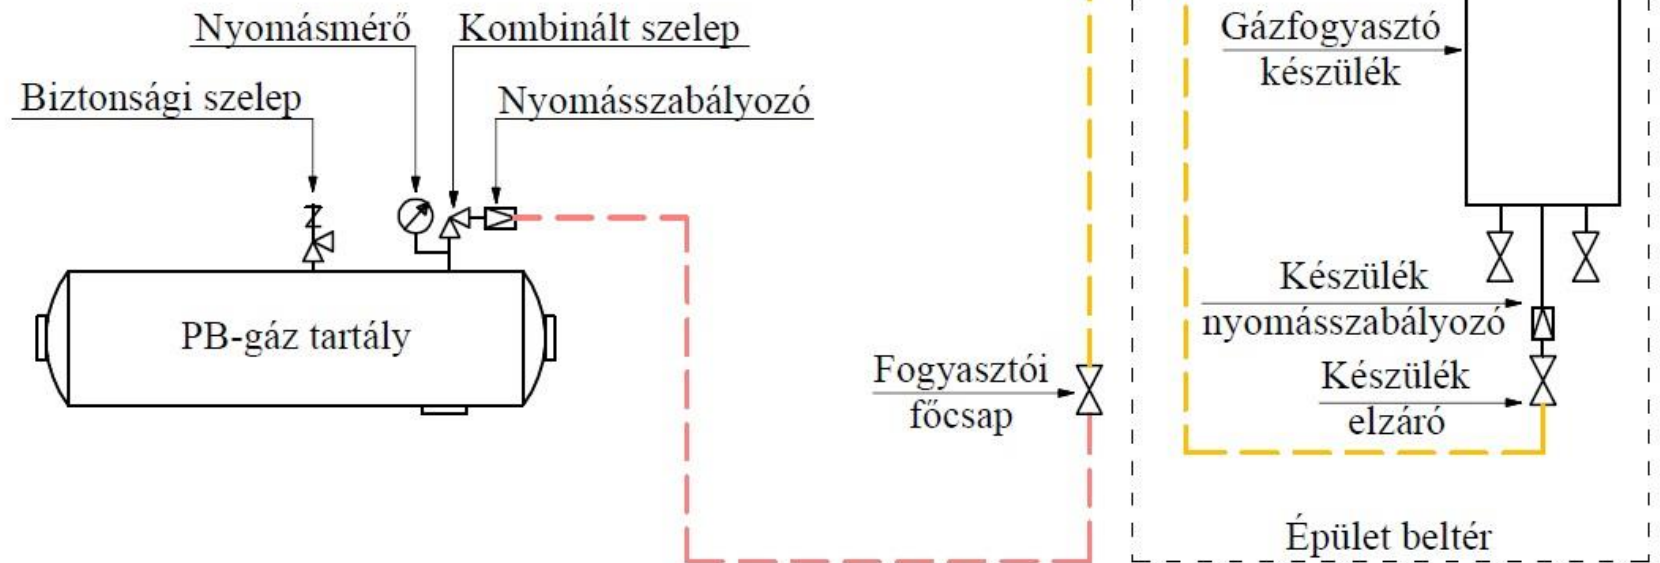 Nyomásmérő
Kombinált szelep
Biztonsági szelep
Nyomásszabályozó
PB-gáz tartály
Fogyasztói
főcsap
Gázfogyasztó
készülék
Készülék
nyomásszabályozó
Készülék
elzáró
Épület beltér